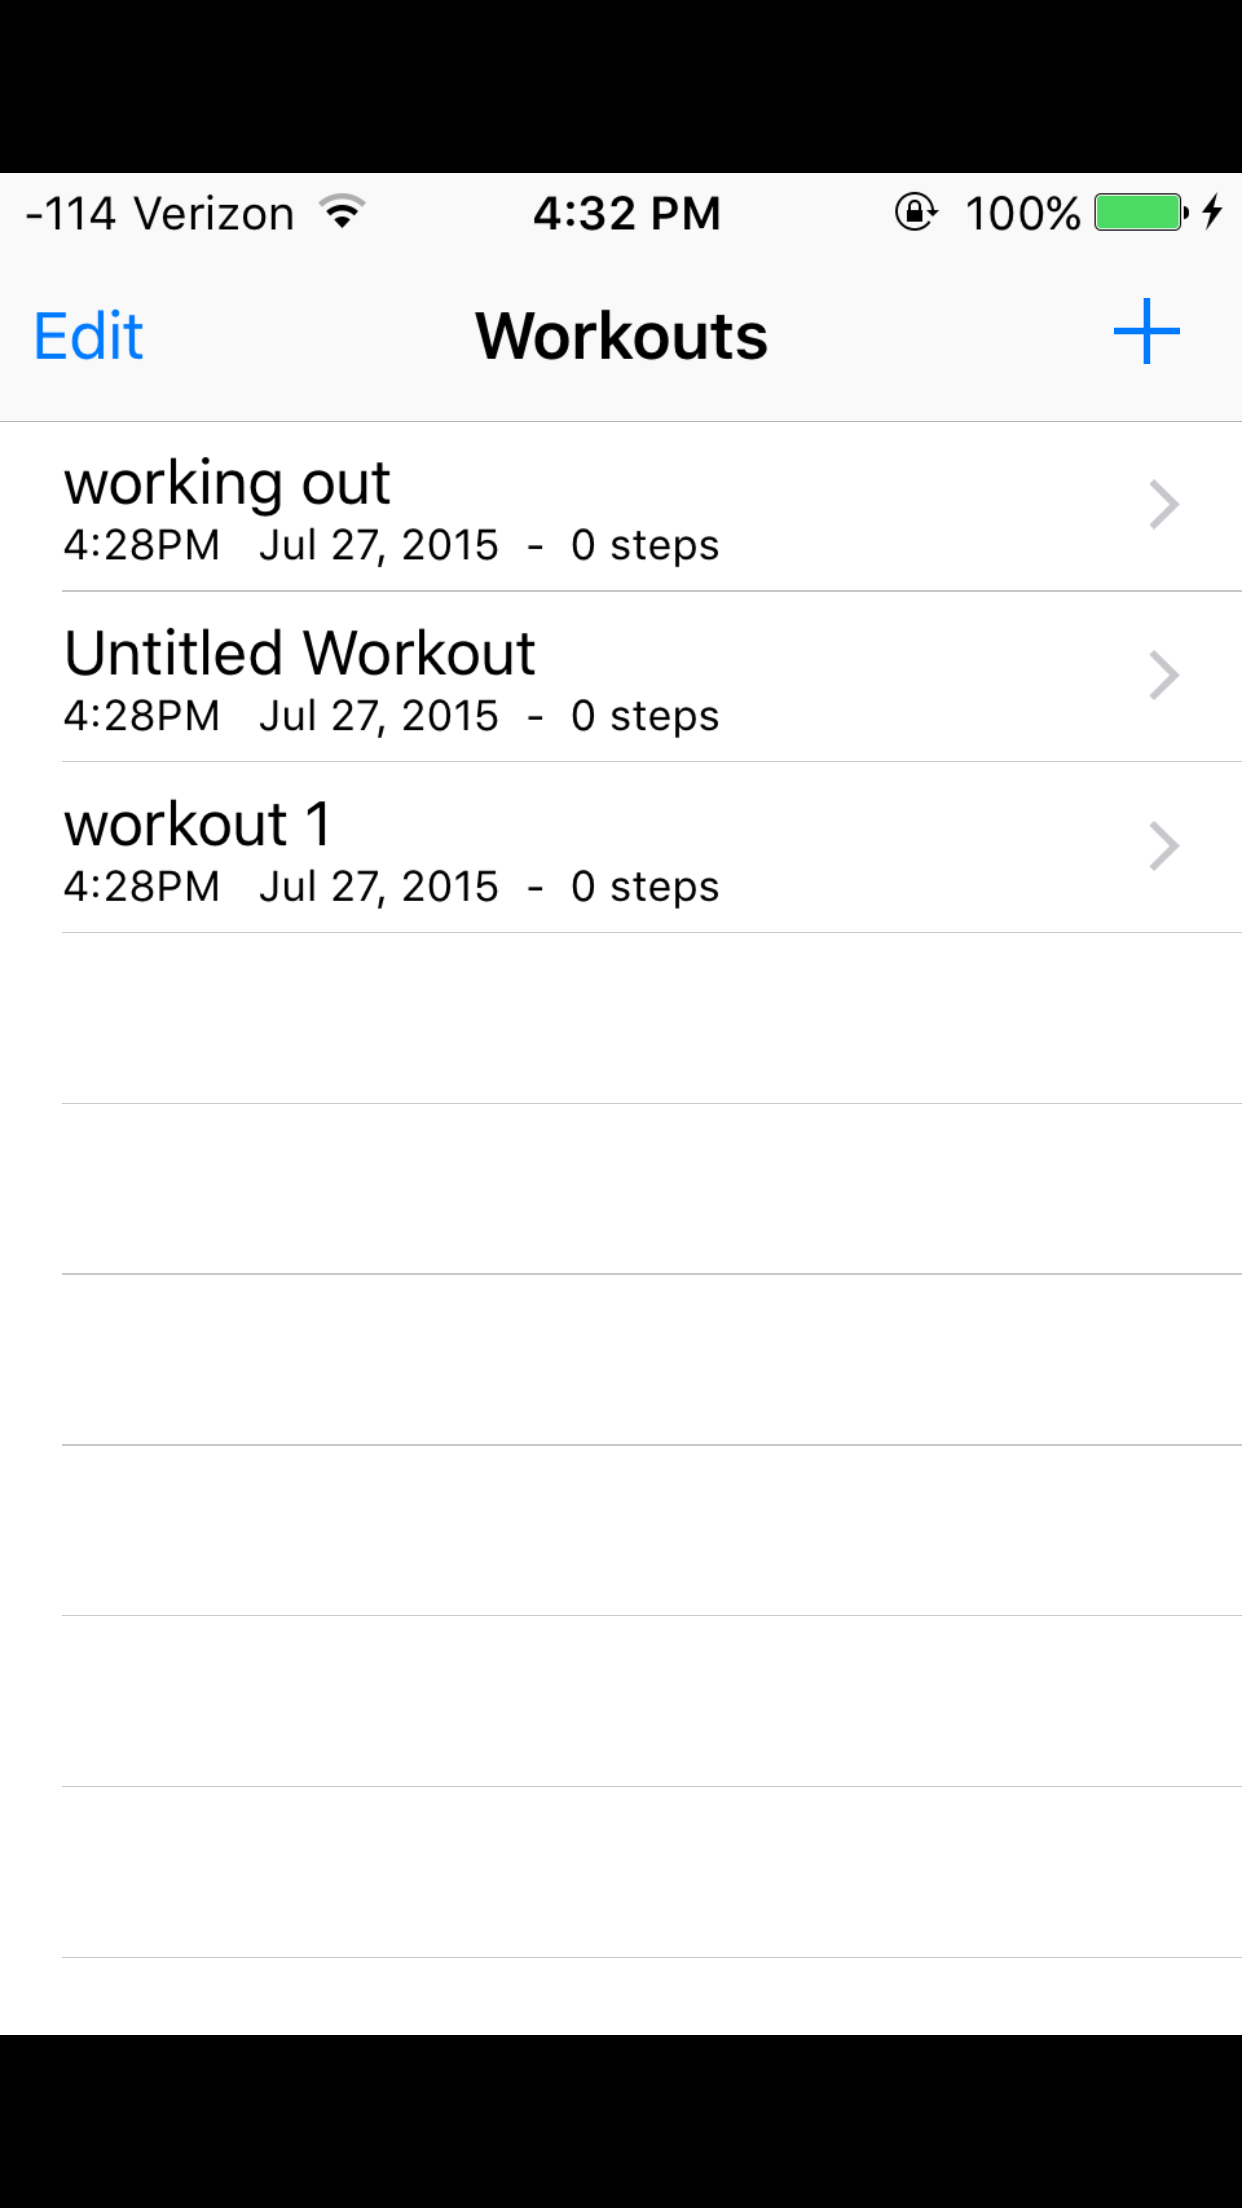 -114 Verizon 4:32 PM 100%
Edit Workouts
working out
4:28PM Jul 27, 2015 - 0 steps
Untitled Workout
4:28PM Jul 27, 2015 - 0 steps
workout 1
4:28PM Jul 27, 2015 - 0 steps